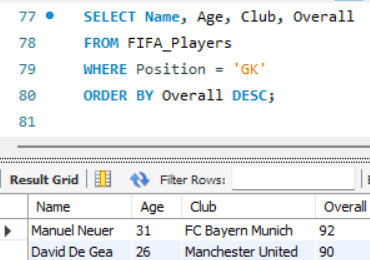 77 SELECT Name, Age, Club, Overall
78 FROM FIFA_Players
79 WHERE Position = 'GK'
80 ORDER BY Overall DESC;
81
Result Grid Filter Rows:
Name Age Club Overall
Manuel Neuer 31 FC Bayern Munich 92
David De Gea 26 Manchester United 90